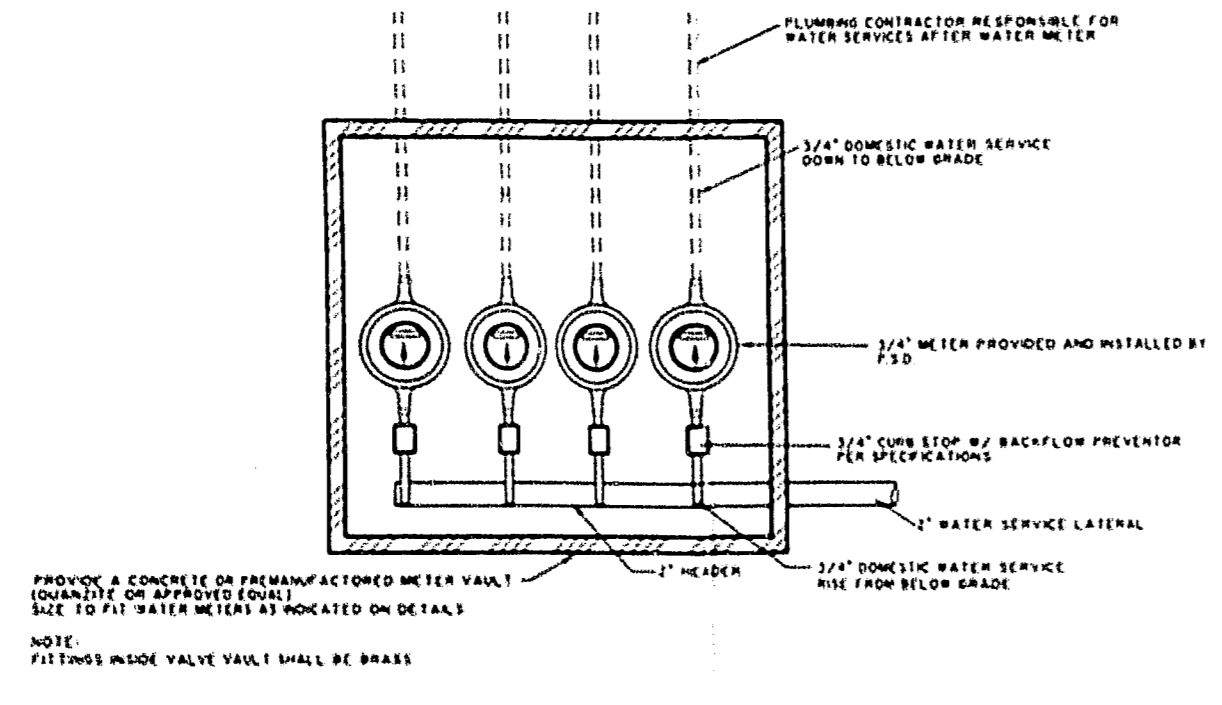 PLUMBING CONTRACTOR RESPONSIBLE FOR
WATER SERVICES AFTER WATER METER
3/4" DOMESTIC WATER SERVICE
DOWN TO BELOW GRADE
3/4" METER PROVIDED AND INSTALLED BY
F.S.D.
3/4" CURB STOP W/ BACKFLOW PREVENTOR
PER SPECIFICATIONS
2" WATER SERVICE LATERAL
2" HEADER
3/4" DOMESTIC WATER SERVICE
RISE FROM BELOW GRADE
PROVIDE A CONCRETE OR PREMANUFACTORED METER VAULT
(QUANZITE OR APPROVED EQUAL)
SIZE TO FIT WATER METERS AS INDICATED ON DETAILS
NOTE:
FITTINGS INSIDE VALVE VAULT SHALL BE BRASS